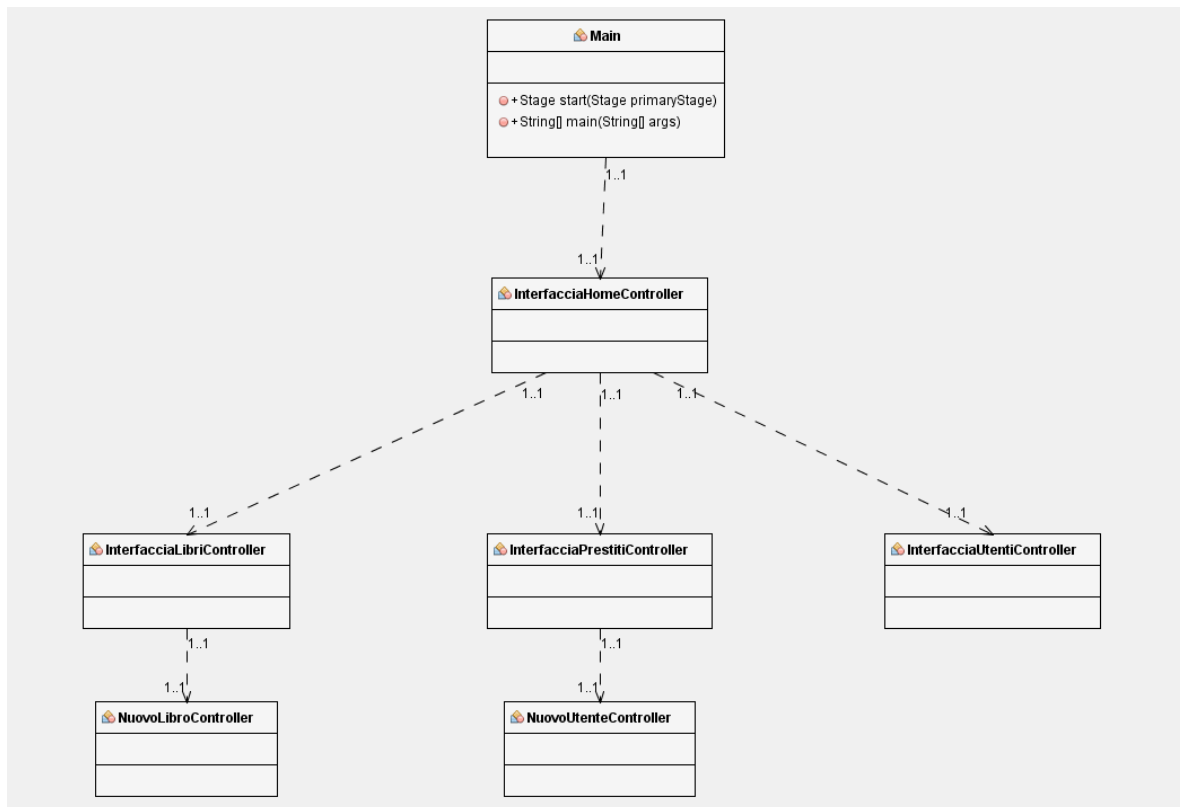 Main
+ Stage start(Stage primaryStage)
+ String[] main(String[] args)
1..1
1..1
InterfacciaHomeController
1..1
1..1
1..1
1..1
1..1
1..1
InterfacciaLibriController
InterfacciaPrestitiController
InterfacciaUtentiController
1..1
1..1
1..1
1..1
NuovoLibroController
NuovoUtenteController